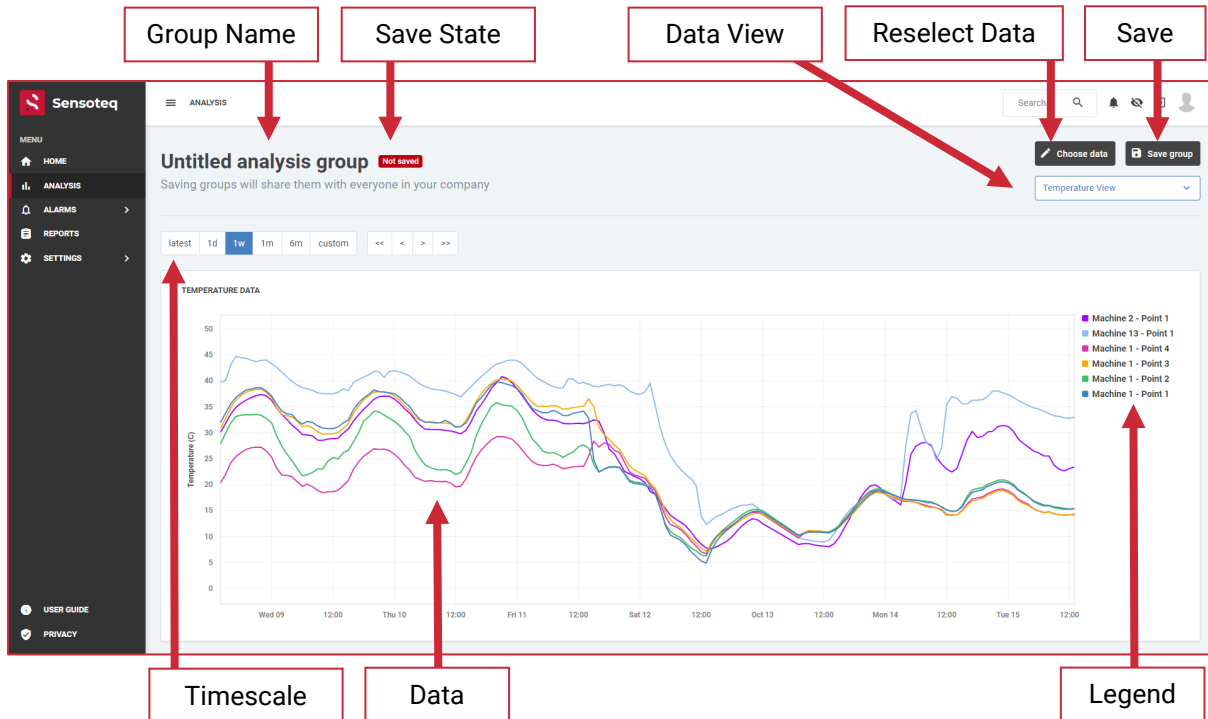 Group Name
Save State
Data View
Reselect Data
Save
Sensoteq
ANALYSIS
Search
MENU
HOME
ANALYSIS
ALARMS
REPORTS
SETTINGS
USER GUIDE
PRIVACY
Untitled analysis group Not saved
Saving groups will share them with everyone in your company
Choose data
Save group
Temperature View
latest 1d 1w 1m 6m custom << < > >>
TEMPERATURE DATA
Temperature (C)
50
45
40
35
30
25
20
15
10
5
0
Wed 09 12:00 Thu 10 12:00 Fri 11 12:00 Sat 12 12:00 Oct 13 12:00 Mon 14 12:00 Tue 15 12:00
Machine 2 - Point 1
Machine 13 - Point 1
Machine 1 - Point 4
Machine 1 - Point 3
Machine 1 - Point 2
Machine 1 - Point 1
Timescale
Data
Legend